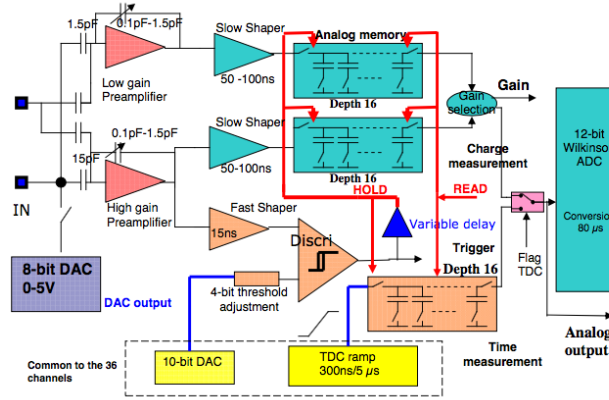 1.5pF
0.1pF-1.5pF
Slow Shaper
Analog memory
50 -100ns
Depth 16
Low gain
Preamplifier
Gain
Gain
selection
12-bit
Wilkinso
ADC
Conversio
80 µs
0.1pF-1.5pF
Slow Shaper
15pF
50-100ns
Depth 16
Charge
measurement
IN
High gain
Preamplifier
HOLD
READ
Fast Shaper
15ns
Discri
Variable delay
Trigger
Depth 16
Flag
TDC
8-bit DAC
0-5V
DAC output
4-bit threshold
adjustment
Analog
output
Time
measurement
Common to the 36
channels
10-bit DAC
TDC ramp
300ns/5 µs